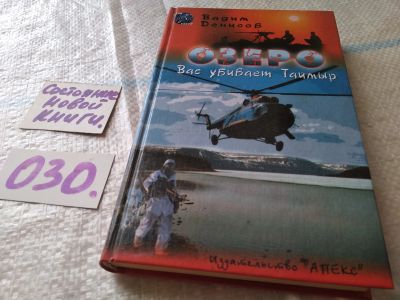 Вадим
Денисов
ОЗЕРО
Вас убивает Таймыр
Издательство "АПЕКС"
Состояние
новой
книги.
030.